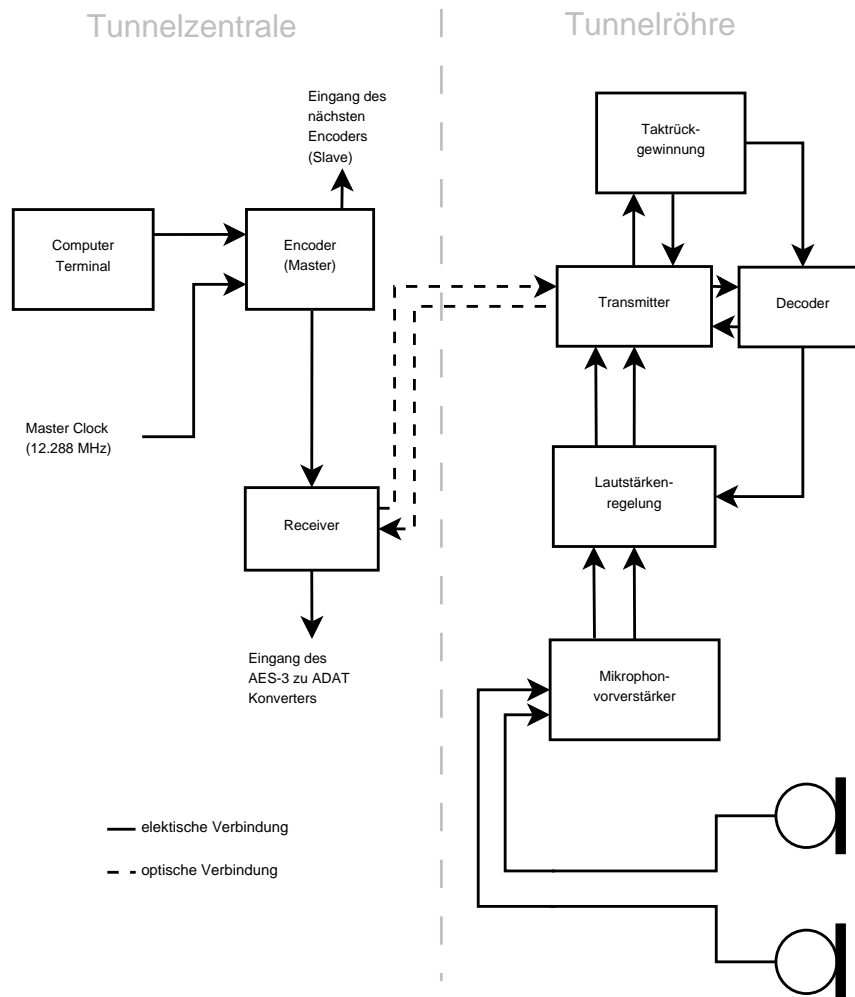 Tunnelzentrale
Tunnelröhre
Eingang des
nächsten
Encoders
(Slave)
Taktrück-
gewinnung
Computer
Terminal
Encoder
(Master)
Transmitter
Decoder
Master Clock
(12.288 MHz)
Lautstärken-
regelung
Receiver
Eingang des
AES-3 zu ADAT
Konverters
Mikrophon-
vorverstärker
elektische Verbindung
optische Verbindung